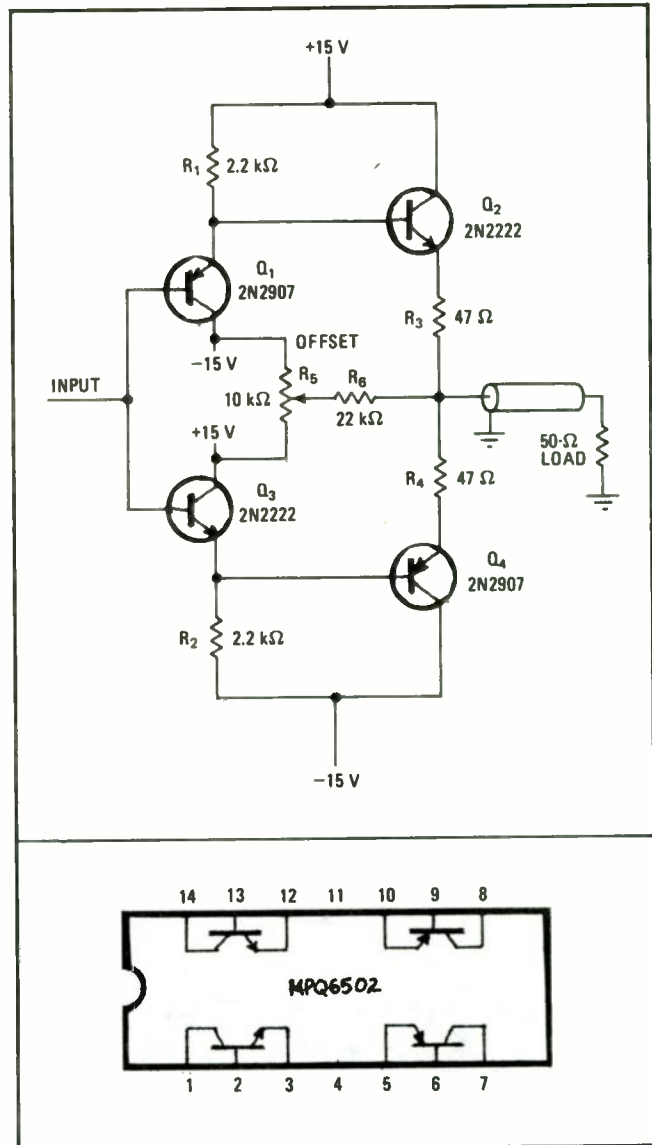 +15 V
R₁ 2.2 kΩ
Q₂
2N2222
Q₁
2N2907
R₃ 47 Ω
−15 V
OFFSET
INPUT
R₅
10 kΩ
R₆
22 kΩ
+15 V
50-Ω
LOAD
R₄ 47 Ω
Q₃
2N2222
Q₄
2N2907
R₂ 2.2 kΩ
−15 V
14 13 12 11 10 9 8
MPQ6502
1 2 3 4 5 6 7